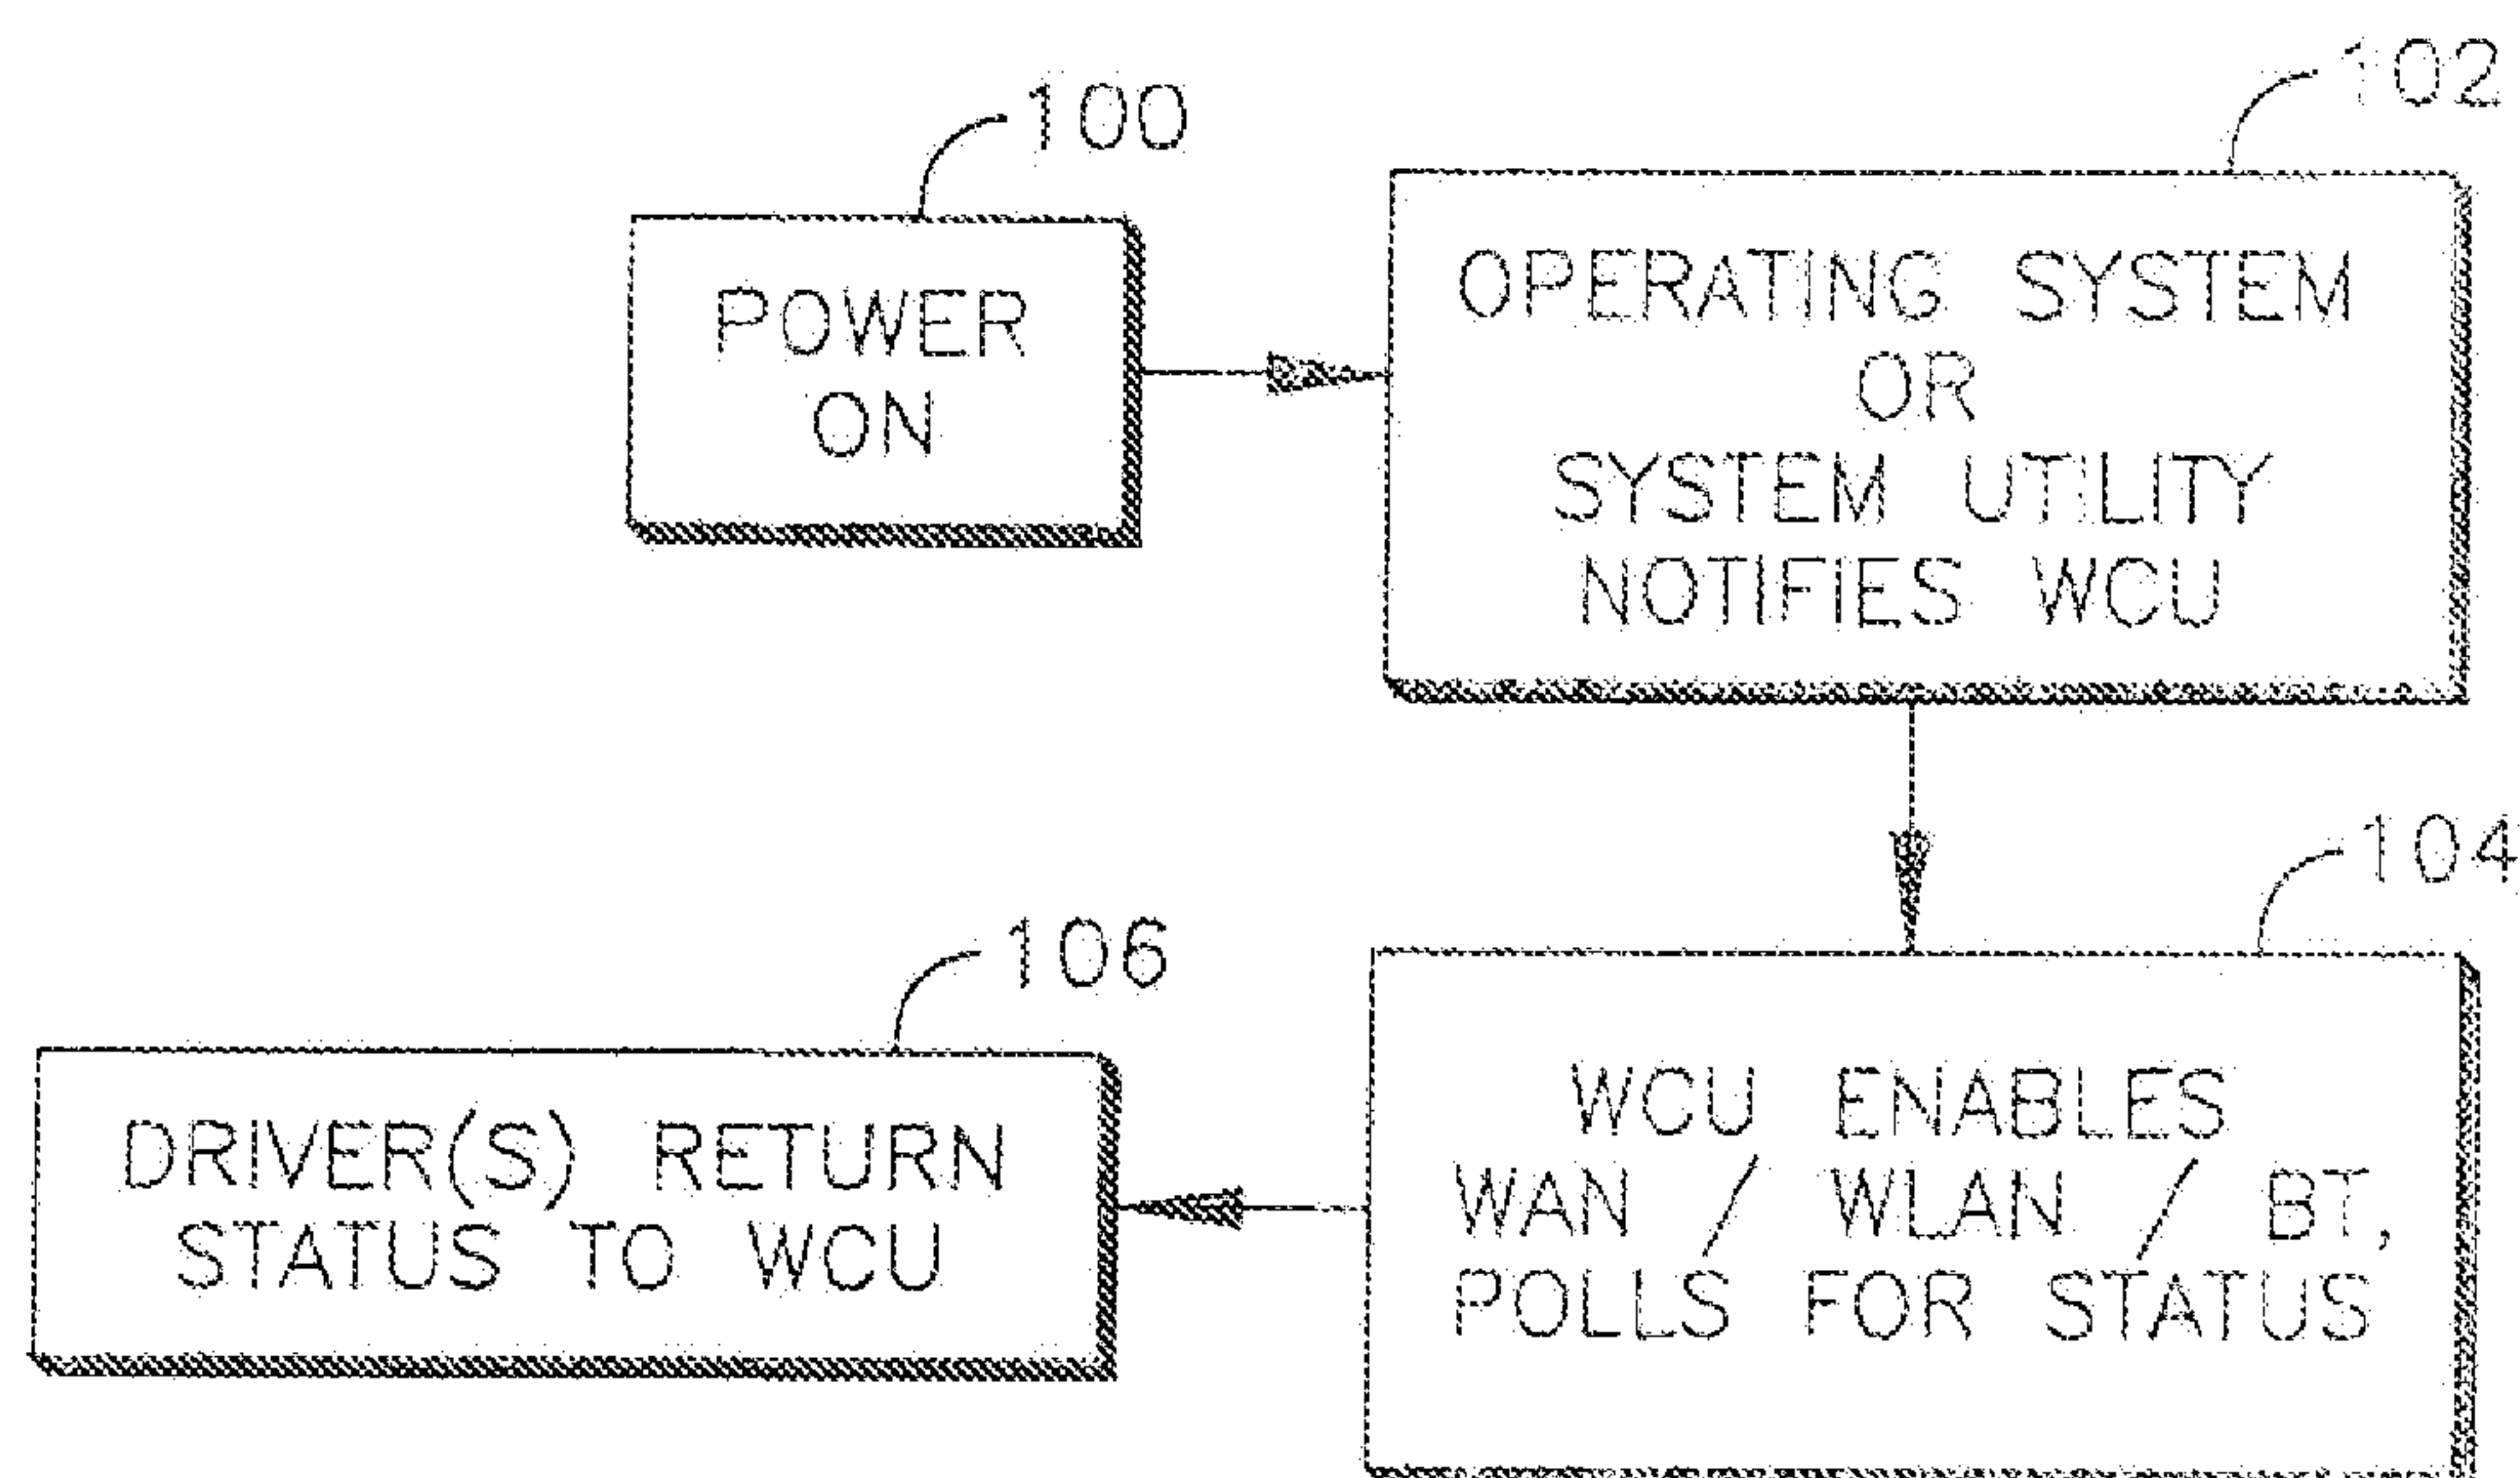 100
POWER
ON
102
OPERATING SYSTEM
OR
SYSTEM UTILITY
NOTIFIES WCU
104
WCU ENABLES
WAN / WLAN / BT,
POLLS FOR STATUS
106
DRIVER(S) RETURN
STATUS TO WCU